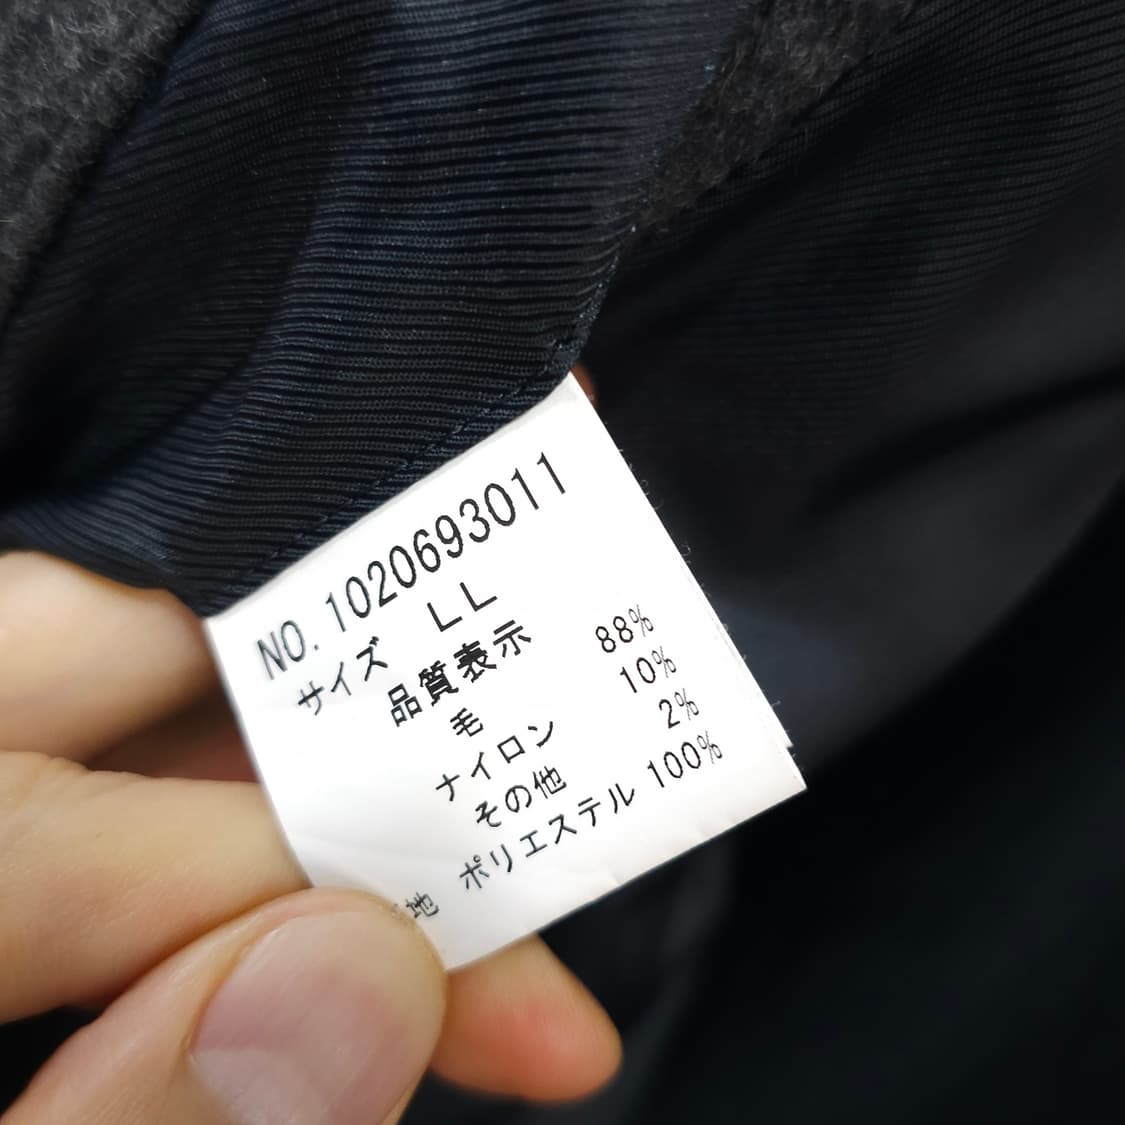 NO. 1020693011
サイズ LL
品質表示
毛 88%
ナイロン 10%
その他 2%
地 ポリエステル 100%